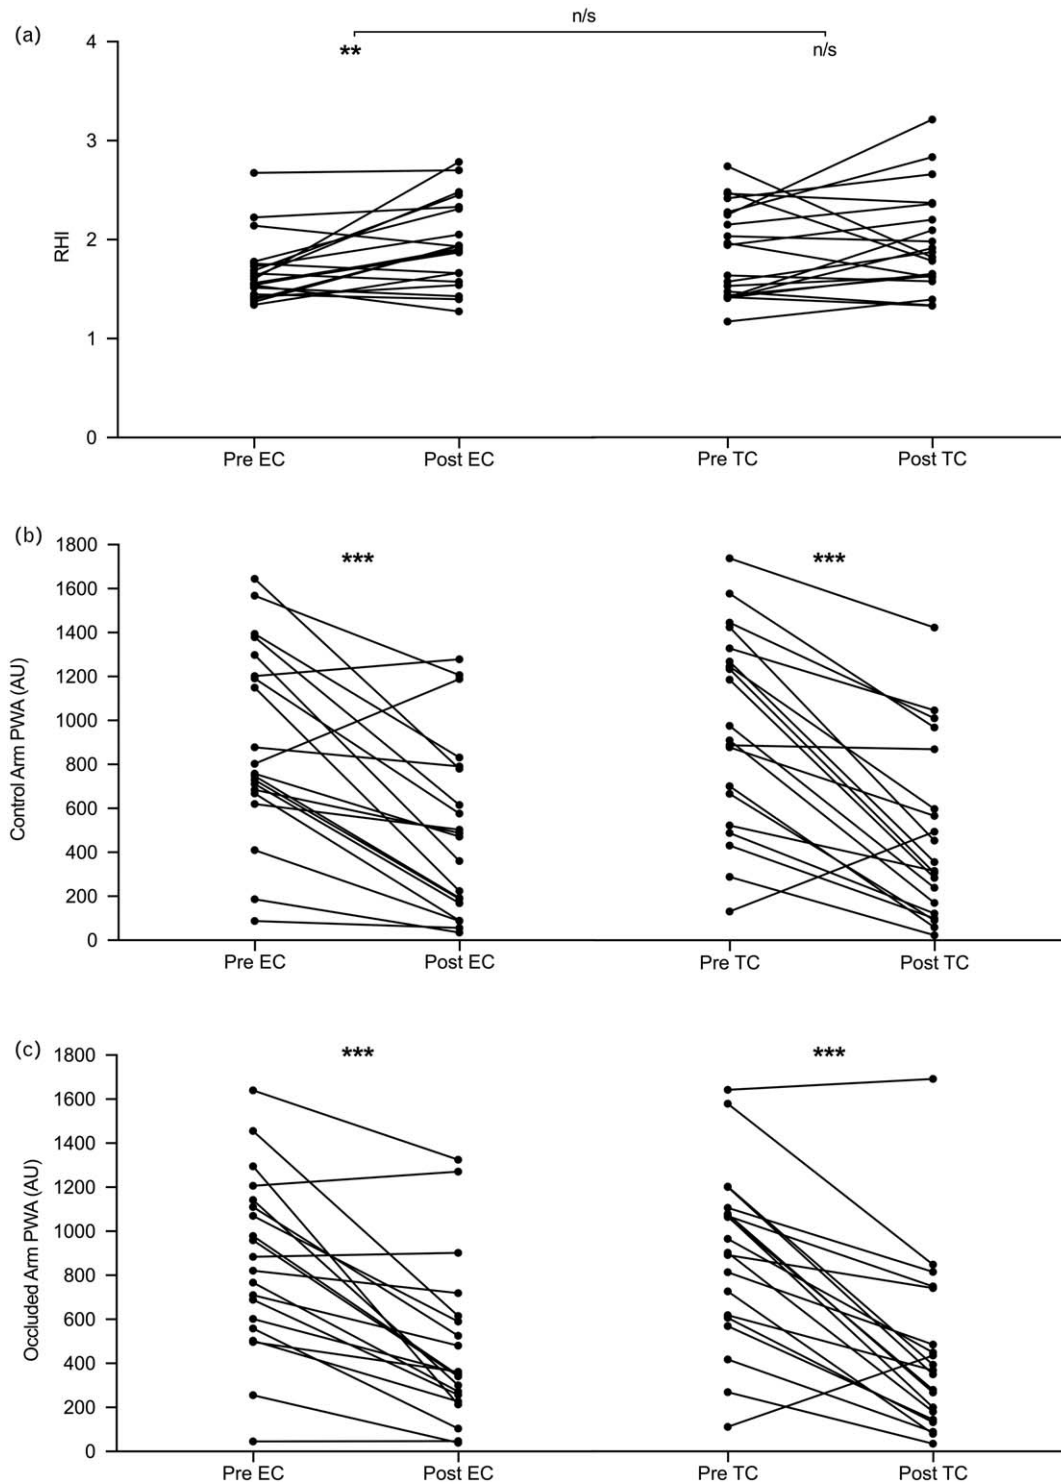 n/s
(a)
4
**
n/s
3
2
1
0
RHI
Pre EC
Post EC
Pre TC
Post TC
(b)
1800
***
***
1600
1400
1200
1000
800
600
400
200
0
Control Arm PWA (AU)
Pre EC
Post EC
Pre TC
Post TC
(c)
1800
***
***
1600
1400
1200
1000
800
600
400
200
0
Occluded Arm PWA (AU)
Pre EC
Post EC
Pre TC
Post TC